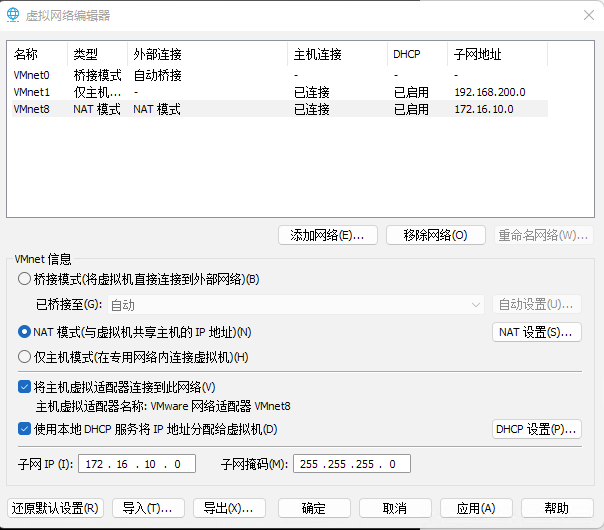 虚拟网络编辑器
名称 类型 外部连接 主机连接 DHCP 子网地址
VMnet0 桥接模式 自动桥接 - - -
VMnet1 仅主机... - 已连接 已启用 192.168.200.0
VMnet8 NAT 模式 NAT 模式 已连接 已启用 172.16.10.0
添加网络(E)... 移除网络(O) 重命名网络(W)...
VMnet 信息
桥接模式(将虚拟机直接连接到外部网络)(B)
已桥接至(G): 自动 自动设置(U)...
NAT 模式(与虚拟机共享主机的 IP 地址)(N) NAT 设置(S)...
仅主机模式(在专用网络内连接虚拟机)(H)
将主机虚拟适配器连接到此网络(V)
主机虚拟适配器名称: VMware 网络适配器 VMnet8
使用本地 DHCP 服务将 IP 地址分配给虚拟机(D) DHCP 设置(P)...
子网 IP (I): 172 . 16 . 10 . 0 子网掩码(M): 255 .255 .255 . 0
还原默认设置(R) 导入(T)... 导出(X)... 确定 取消 应用(A) 帮助